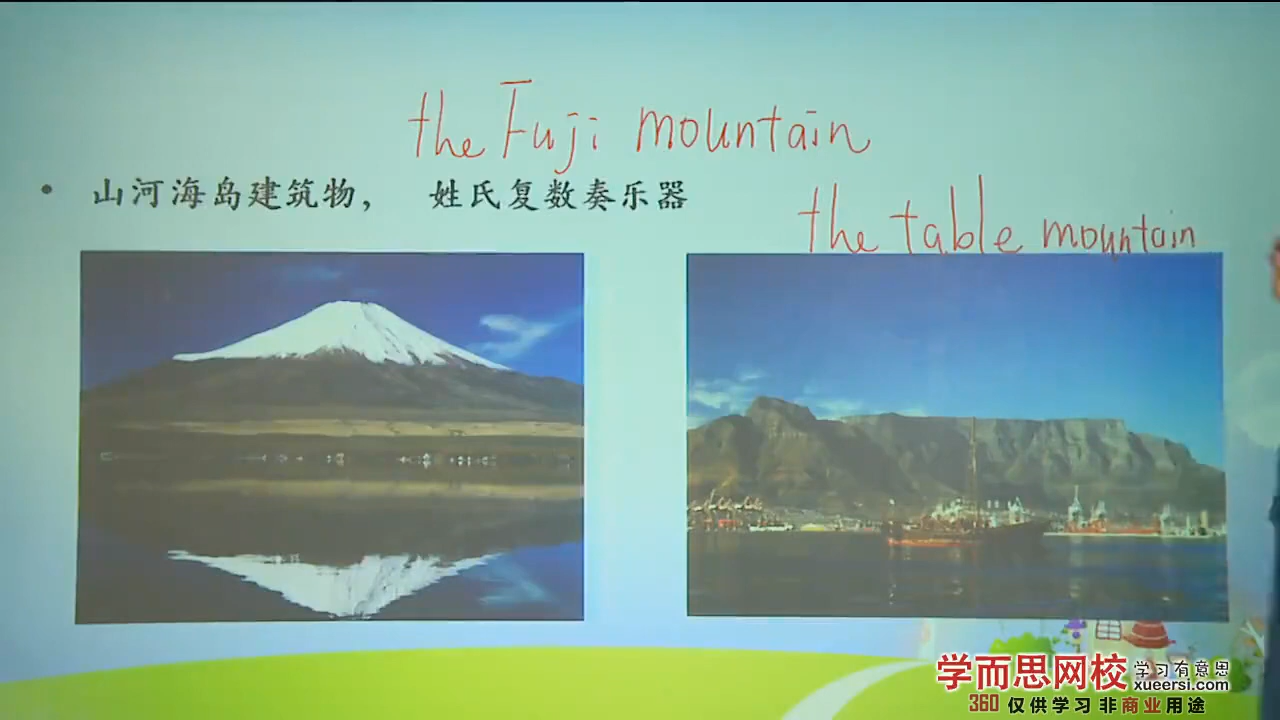 the Fuji mountain
• 山河海岛建筑物， 姓氏复数奏乐器
the table mountain
学而思网校 学习有意思
xueersi.com
360 仅供学习 非商业用途